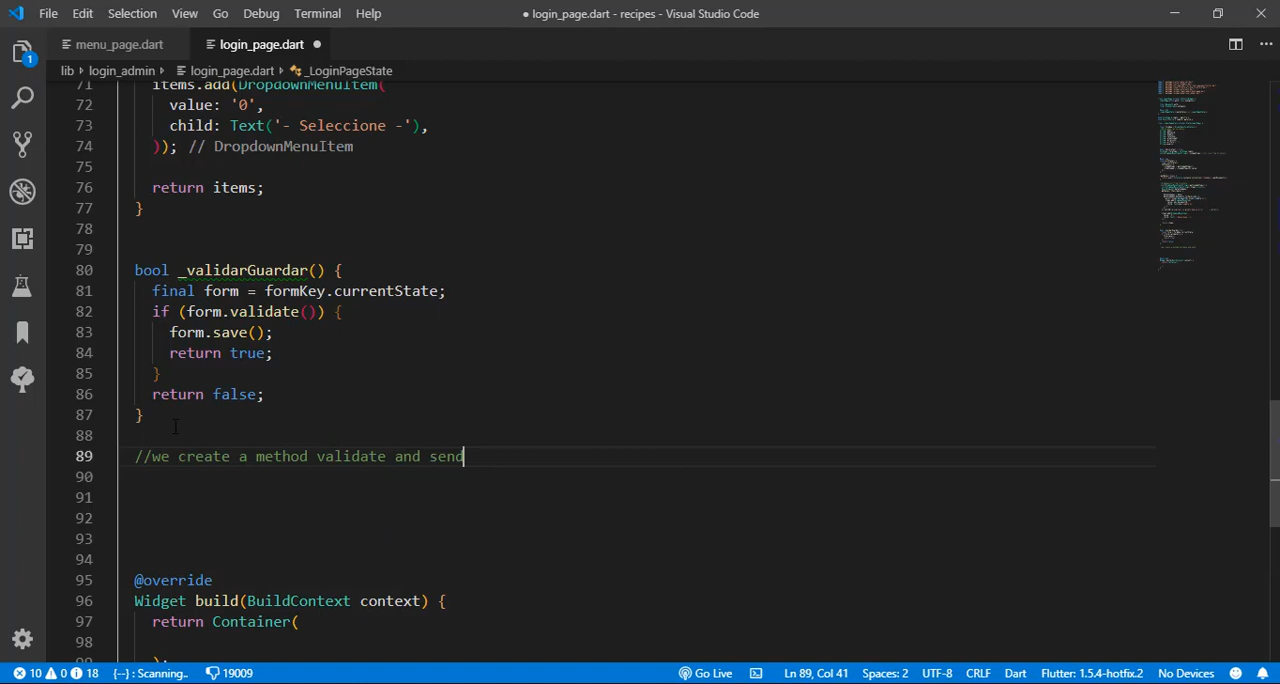 File Edit Selection View Go Debug Terminal Help ● login_page.dart - recipes - Visual Studio Code
menu_page.dart login_page.dart
lib › login_admin › login_page.dart › _LoginPageState
1
71 items.add(DropdownMenuItem(
72 value: '0',
73 child: Text('- Seleccione -'),
74 )); // DropdownMenuItem
75
76 return items;
77 }
78
79
80 bool _validarGuardar() {
81 final form = formKey.currentState;
82 if (form.validate()) {
83 form.save();
84 return true;
85 }
86 return false;
87 }
88
89 //we create a method validate and send
90
91
92
93
94
95 @override
96 Widget build(BuildContext context) {
97 return Container(
98
99 );
10 0 18 {--} : Scanning.. 19009 Go Live Ln 89, Col 41 Spaces: 2 UTF-8 CRLF Dart Flutter: 1.5.4-hotfix.2 No Devices